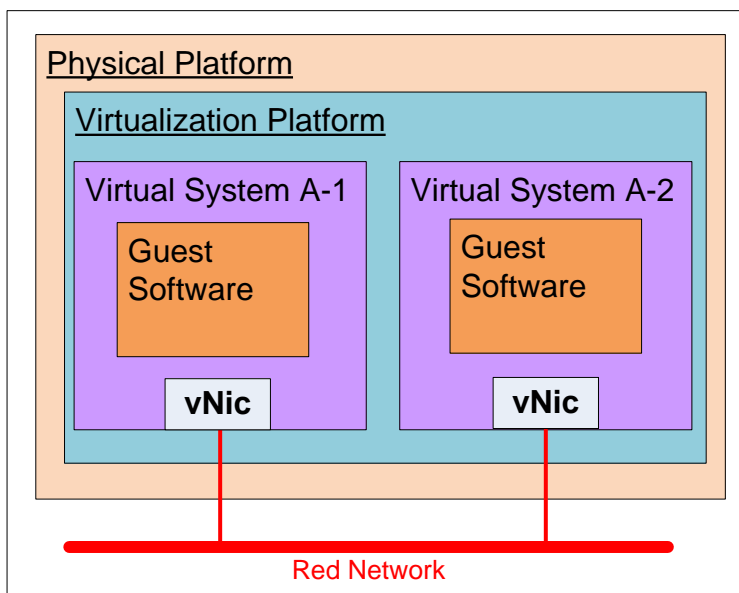 Physical Platform
Virtualization Platform
Virtual System A-1
Guest
Software
vNic
Virtual System A-2
Guest
Software
vNic
Red Network